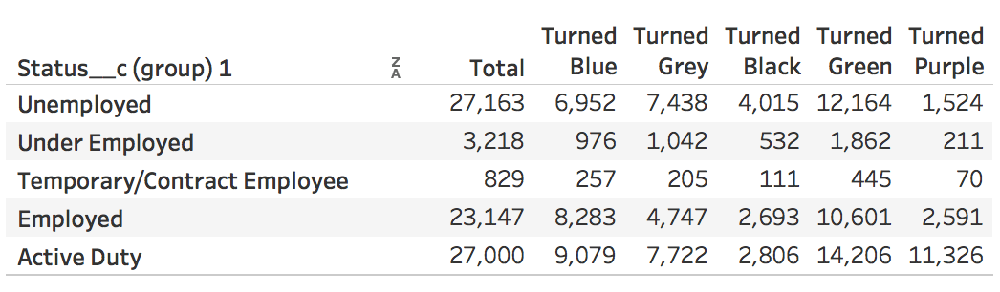 Turned Turned Turned Turned Turned
Status__c (group) 1 Z A Total Blue Grey Black Green Purple
Unemployed 27,163 6,952 7,438 4,015 12,164 1,524
Under Employed 3,218 976 1,042 532 1,862 211
Temporary/Contract Employee 829 257 205 111 445 70
Employed 23,147 8,283 4,747 2,693 10,601 2,591
Active Duty 27,000 9,079 7,722 2,806 14,206 11,326